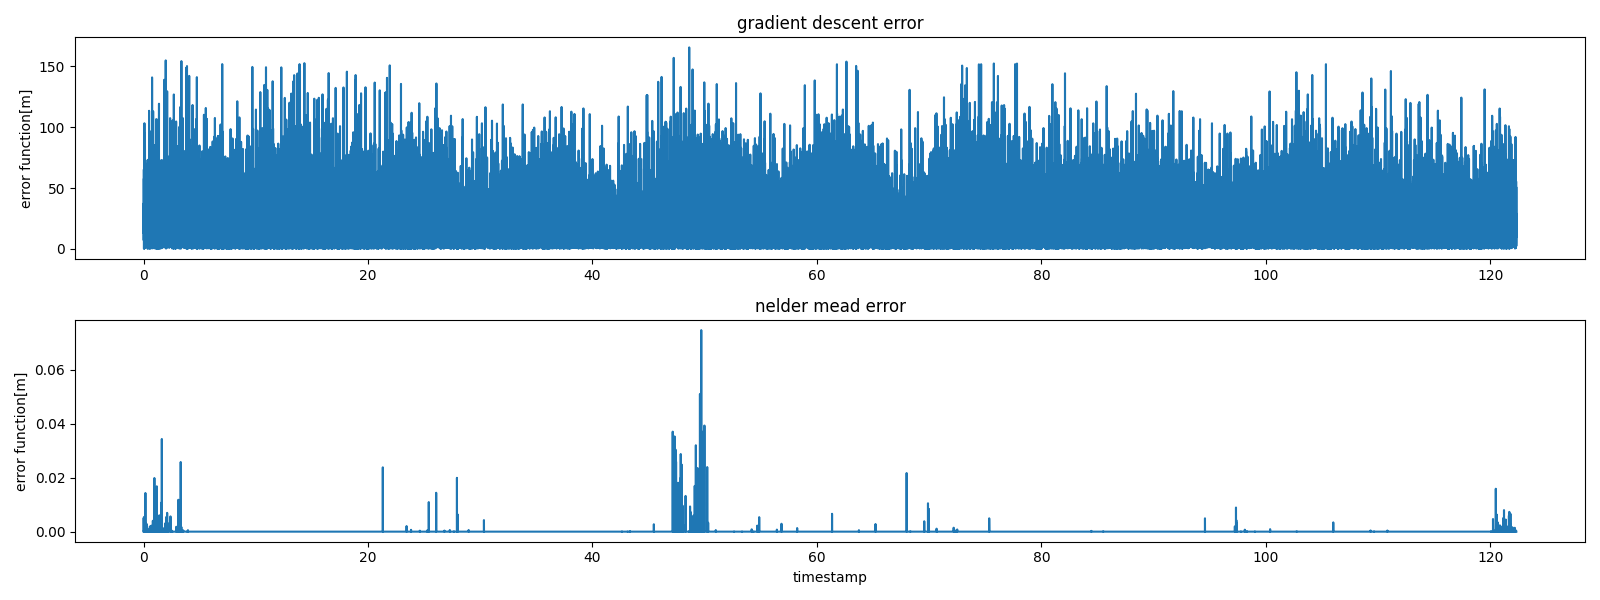 gradient descent error
error function[m]
150
100
50
0
0 20 40 60 80 100 120
nelder mead error
error function[m]
0.06
0.04
0.02
0.00
0 20 40 60 80 100 120
timestamp